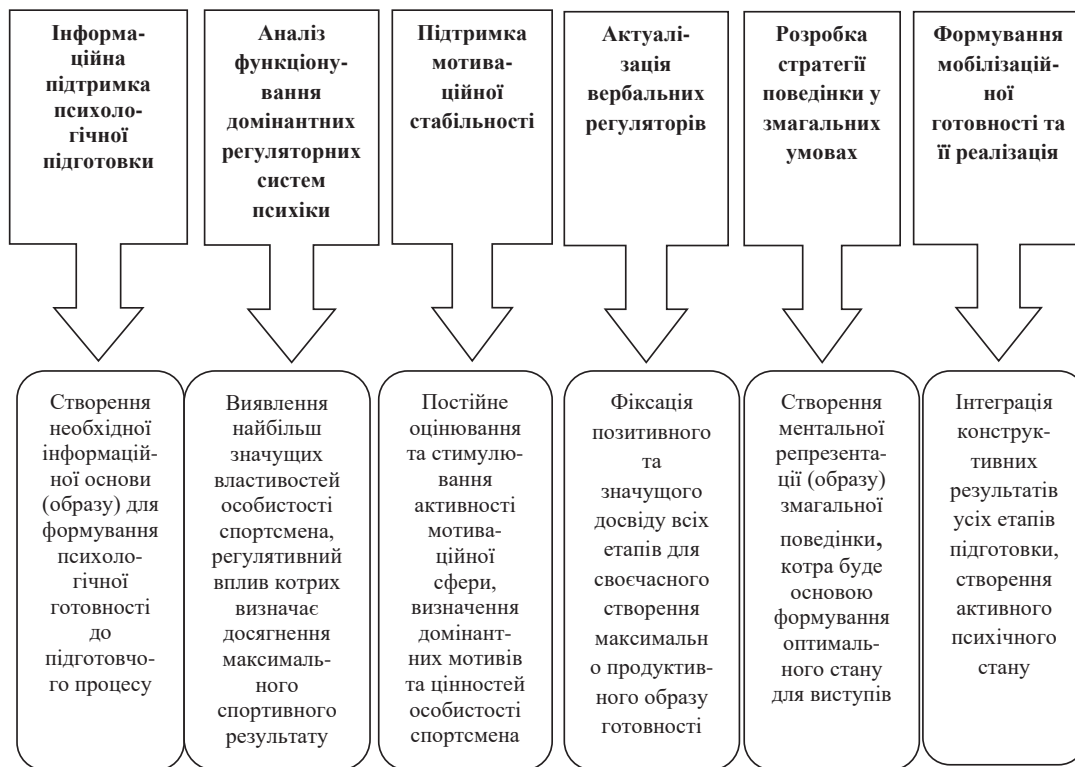 Інформа-
ційна
підтримка
психоло-
гічної
підготовки
Аналіз
функціону-
вання
домінантних
регуляторних
систем
психіки
Підтримка
мотива-
ційної
стабільності
Актуалі-
зація
вербальних
регуляторів
Розробка
стратегії
поведінки у
змагальних
умовах
Формування
мобілізацій-
ної
готовності та
її реалізація
Створення
необхідної
інформацій-
ної основи
(образу) для
формування
психоло-
гічної
готовності
до
підготовчо-
го процесу
Виявлення
найбільш
значущих
властивостей
особистості
спортсмена,
регулятивний
вплив котрих
визначає
досягнення
максималь-
ного
спортивного
результату
Постійне
оцінювання
та стимулю-
вання
активності
мотива-
ційної
сфери,
визначення
домінант-
них мотивів
та цінностей
особистості
спортсмена
Фіксація
позитивного
та
значущого
досвіду всіх
етапів для
своєчасного
створення
максимальн
о продуктив-
ного образу
готовності
Створення
ментальної
репрезента-
ції (образу)
змагальної
поведінки,
котра буде
основою
формування
оптималь-
ного стану
для виступів
Інтеграція
конструк-
тивних
результатів
усіх етапів
підготовки,
створення
активного
психічного
стану